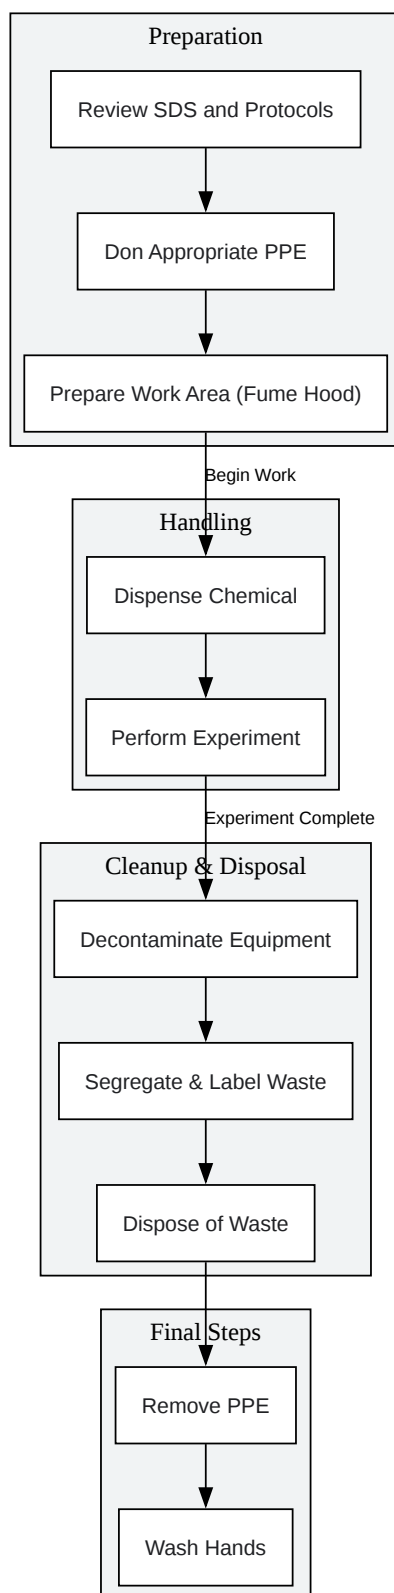 Preparation
Review SDS and Protocols
Don Appropriate PPE
Prepare Work Area (Fume Hood)
Begin Work
Handling
Dispense Chemical
Perform Experiment
Experiment Complete
Cleanup & Disposal
Decontaminate Equipment
Segregate & Label Waste
Dispose of Waste
Final Steps
Remove PPE
Wash Hands